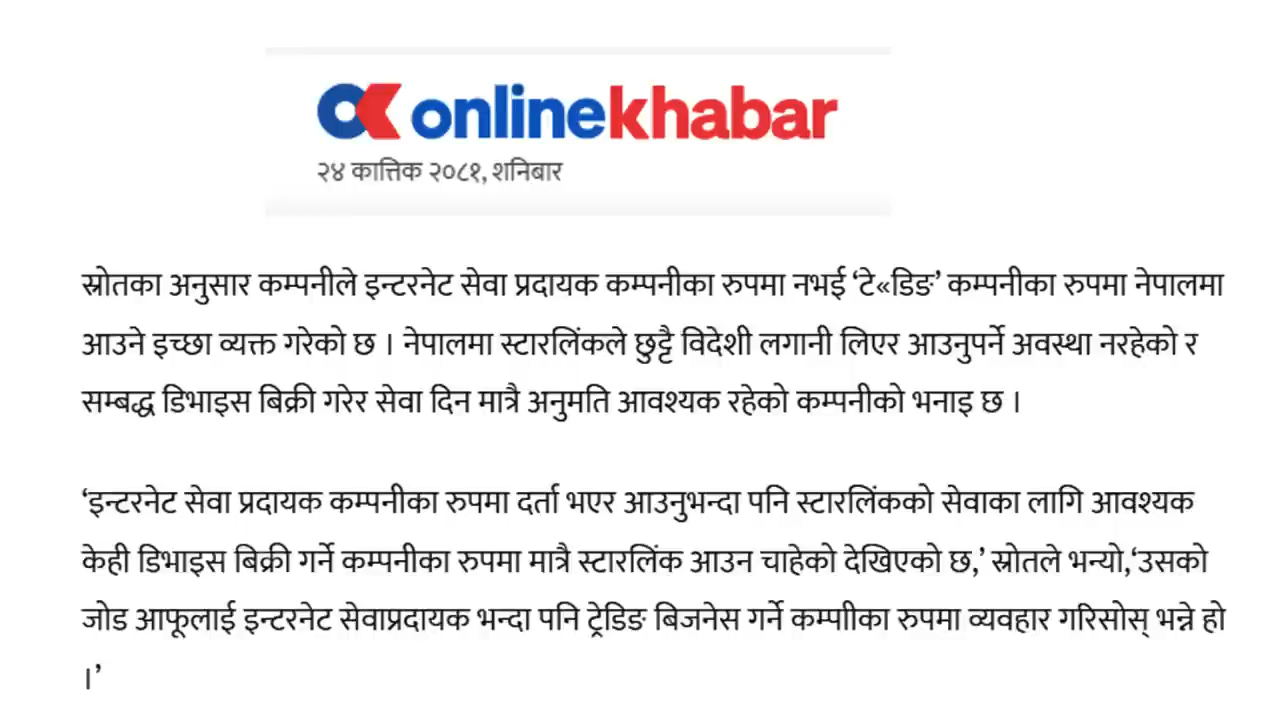 onlinekhabar
२४ कात्तिक २०८१, शनिबार
स्रोतका अनुसार कम्पनीले इन्टरनेट सेवा प्रदायक कम्पनीका रुपमा नभई ‘टे«डिङ’ कम्पनीका रुपमा नेपालमा
आउने इच्छा व्यक्त गरेको छ । नेपालमा स्टारलिंकले छुट्टै विदेशी लगानी लिएर आउनुपर्ने अवस्था नरहेको र
सम्बद्ध डिभाइस बिक्री गरेर सेवा दिन मात्रै अनुमति आवश्यक रहेको कम्पनीको भनाइ छ ।
‘इन्टरनेट सेवा प्रदायक कम्पनीका रुपमा दर्ता भएर आउनुभन्दा पनि स्टारलिंकको सेवाका लागि आवश्यक
केही डिभाइस बिक्री गर्ने कम्पनीका रुपमा मात्रै स्टारलिंक आउन चाहेको देखिएको छ,’ स्रोतले भन्यो,‘उसको
जोड आफूलाई इन्टरनेट सेवाप्रदायक भन्दा पनि ट्रेडिङ बिजनेस गर्ने कम्पाीका रुपमा व्यवहार गरिसोस् भन्ने हो
।’